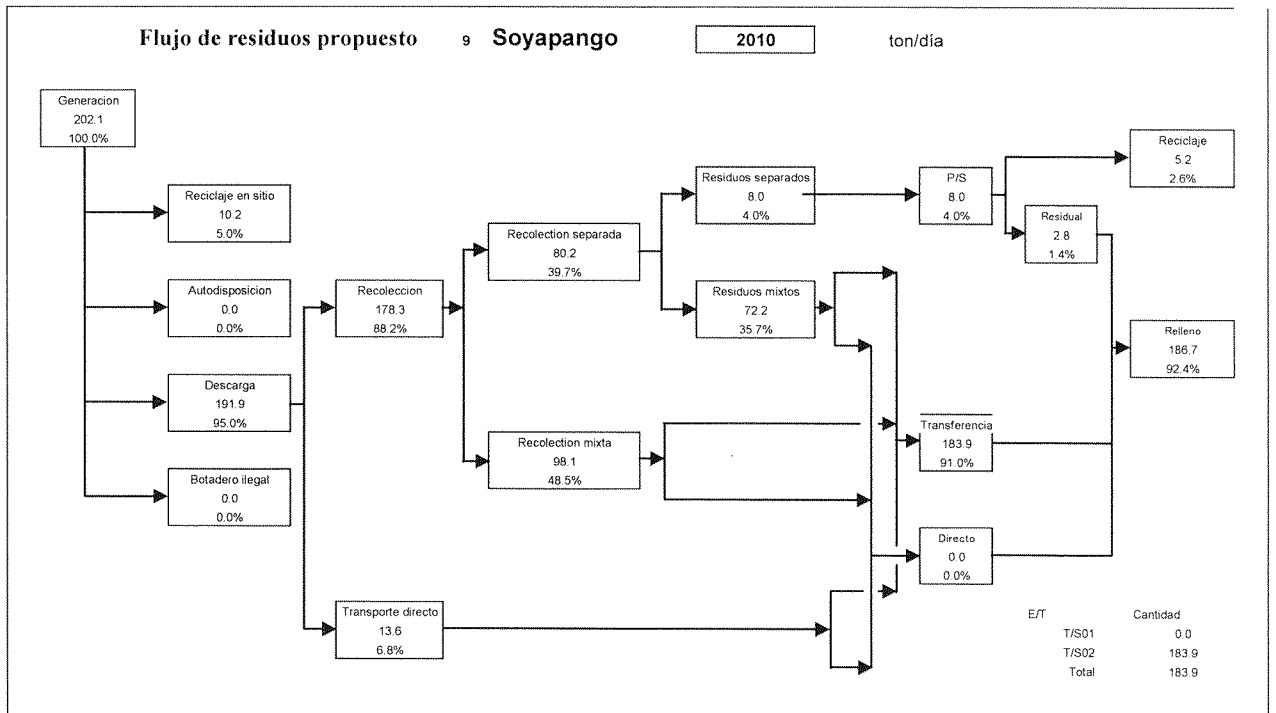 Flujo de residuos propuesto 9 Soyapango 2010 ton/día
Generacion
202.1
100.0%
Reciclaje en sitio
10.2
5.0%
Autodisposicion
0.0
0.0%
Descarga
191.9
95.0%
Botadero ilegal
0.0
0.0%
Recoleccion
178.3
88.2%
Transporte directo
13.6
6.8%
Recolection separada
80.2
39.7%
Recolection mixta
98.1
48.5%
Residuos separados
8.0
4.0%
Residuos mixtos
72.2
35.7%
P/S
8.0
4.0%
Residual
2.8
1.4%
Transferencia
183.9
91.0%
Directo
0.0
0.0%
Reciclaje
5.2
2.6%
Relleno
186.7
92.4%
E/T Cantidad
T/S01 0.0
T/S02 183.9
Total 183.9